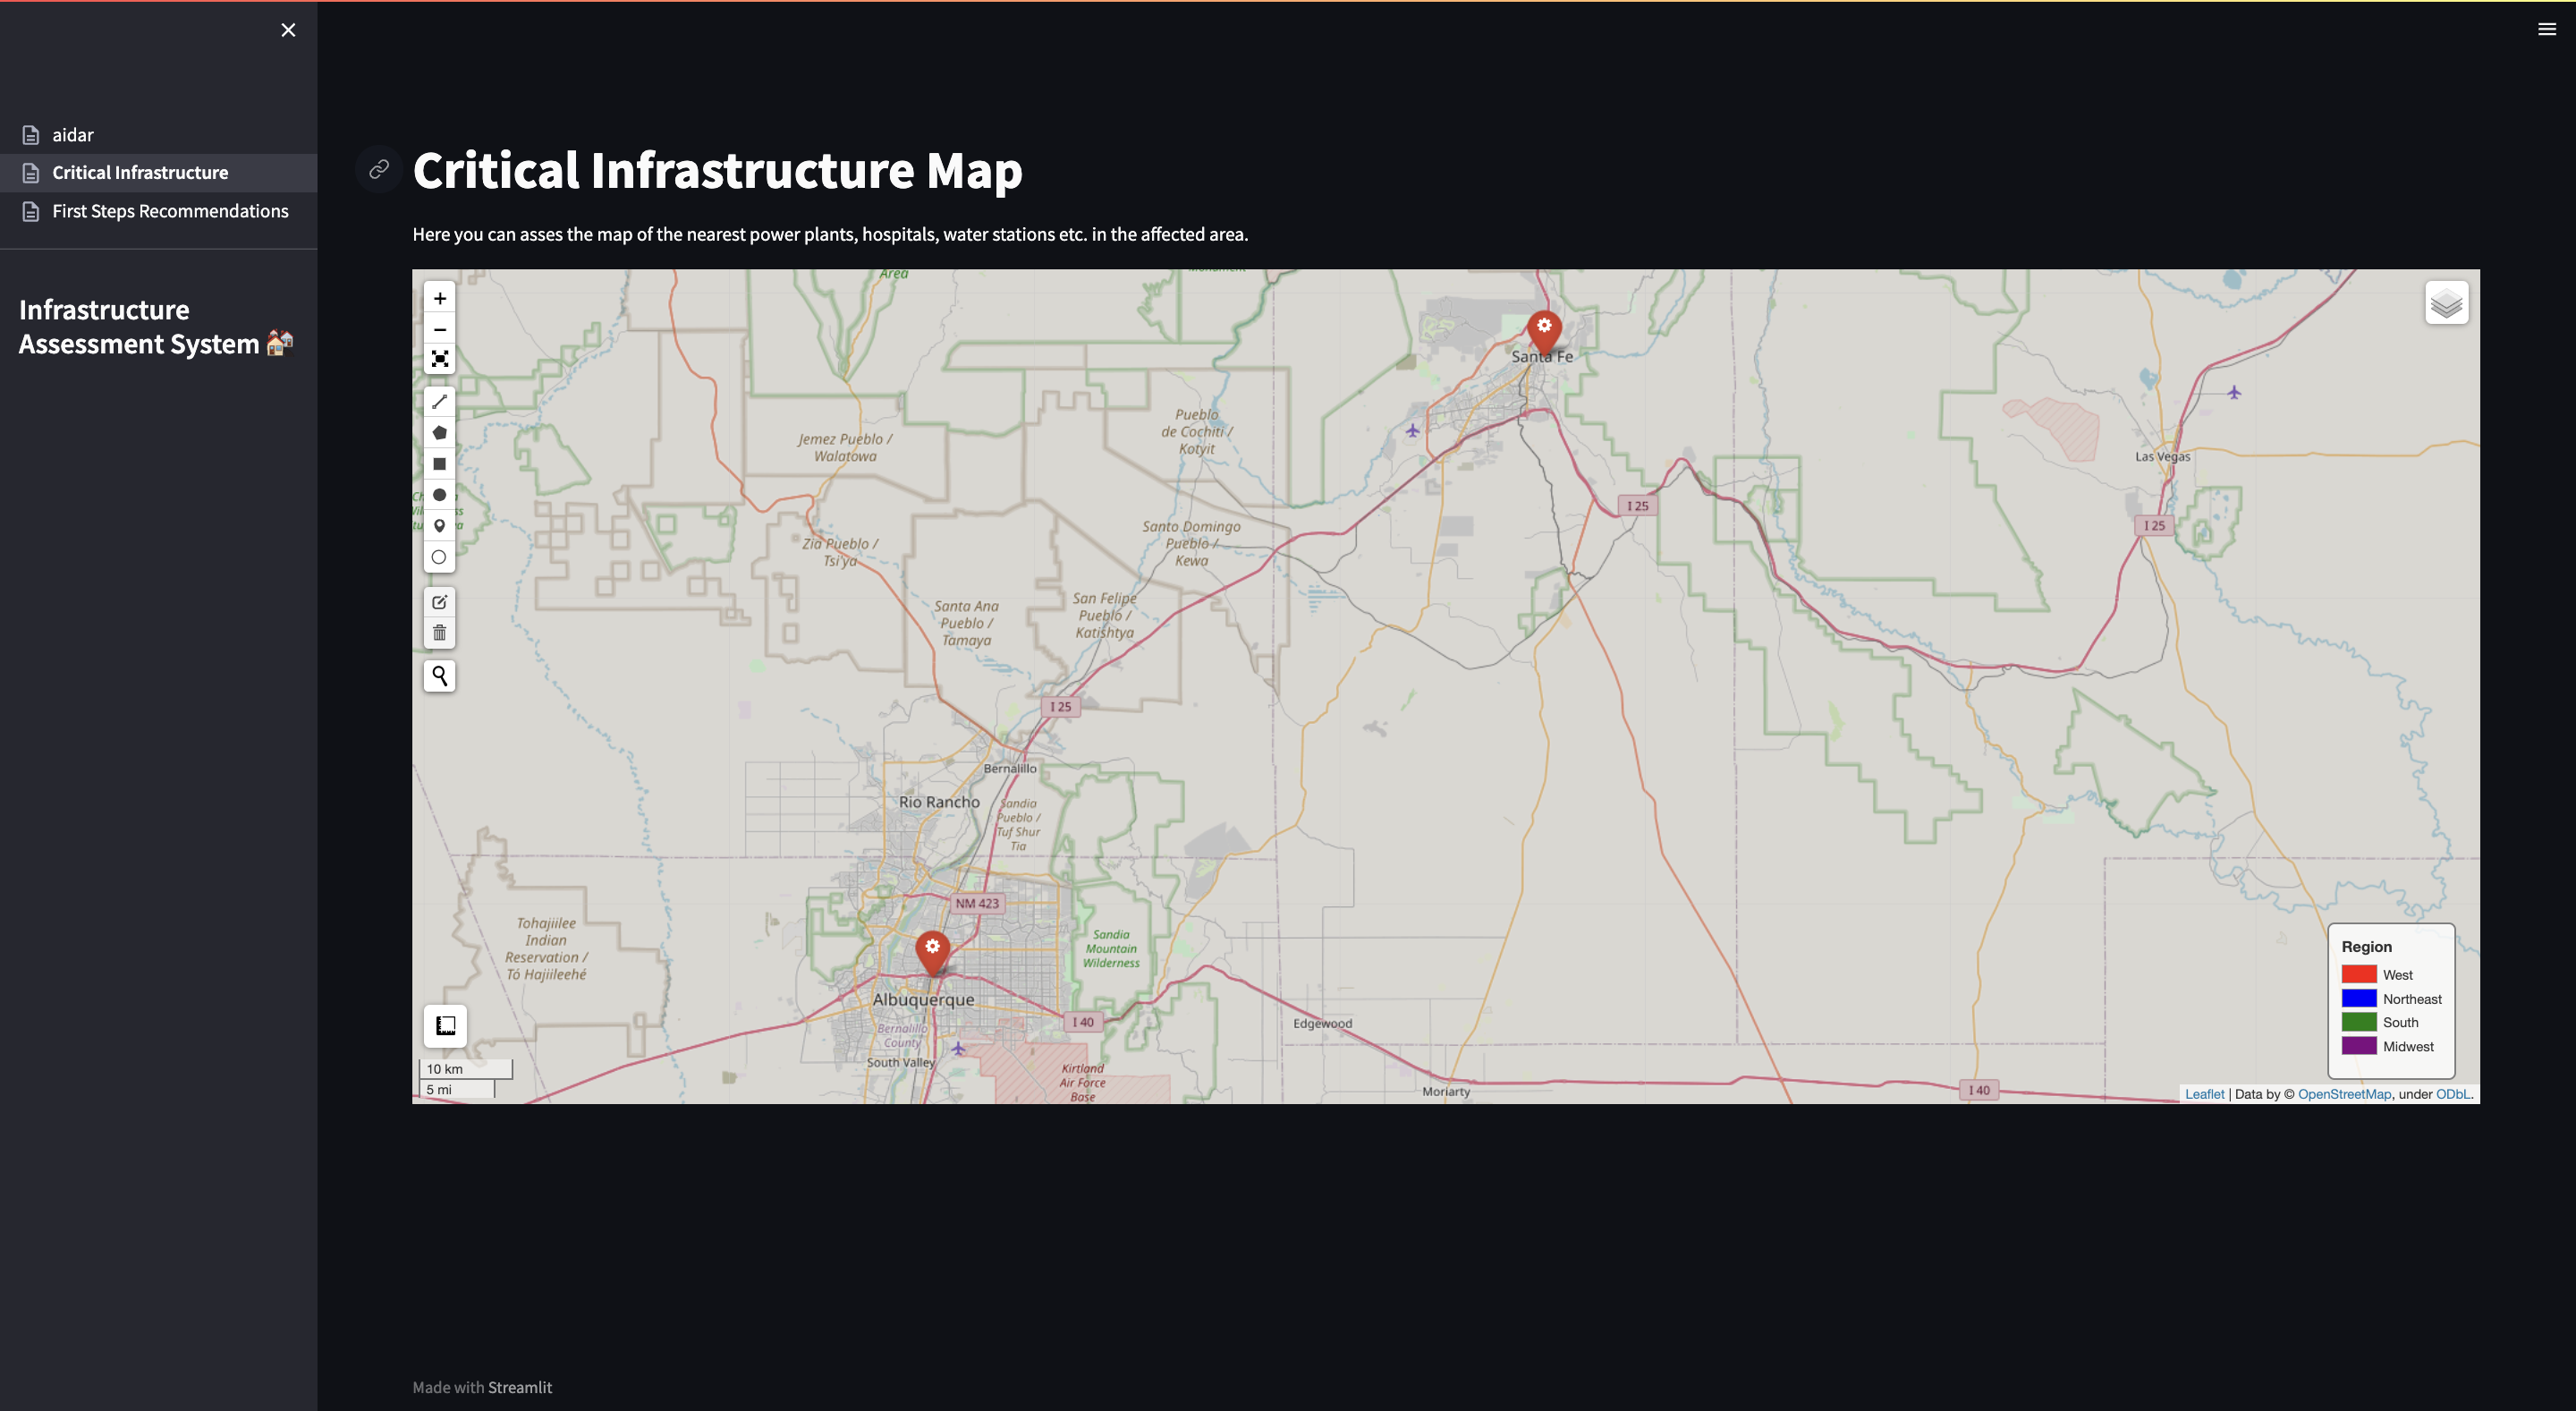 aidar
Critical Infrastructure
First Steps Recommendations
Infrastructure
Assessment System
Critical Infrastructure Map
Here you can asses the map of the nearest power plants, hospitals, water stations etc. in the affected area.
+
−
Area
Santa Fe
Pueblo
de Cochiti /
Kotyit
Jemez Pueblo /
Walatowa
Las Vegas
I 25
I 25
Santo Domingo
Pueblo /
Kewa
Zia Pueblo /
Tsi'ya
San Felipe
Pueblo /
Katishtya
Santa Ana
Pueblo /
Tamaya
I 25
Bernalillo
Rio Rancho
Sandia
Pueblo /
Tuf Shur
Tia
NM 423
Tohajiilee
Indian
Reservation /
Tó Hajiileehé
Sandia
Mountain
Wilderness
Albuquerque
I 40
Edgewood
Bernalillo
County
South Valley
Kirtland
Air Force
Base
Moriarty
I 40
10 km
5 mi
Region
West
Northeast
South
Midwest
Leaflet | Data by © OpenStreetMap, under ODbL.
Made with Streamlit